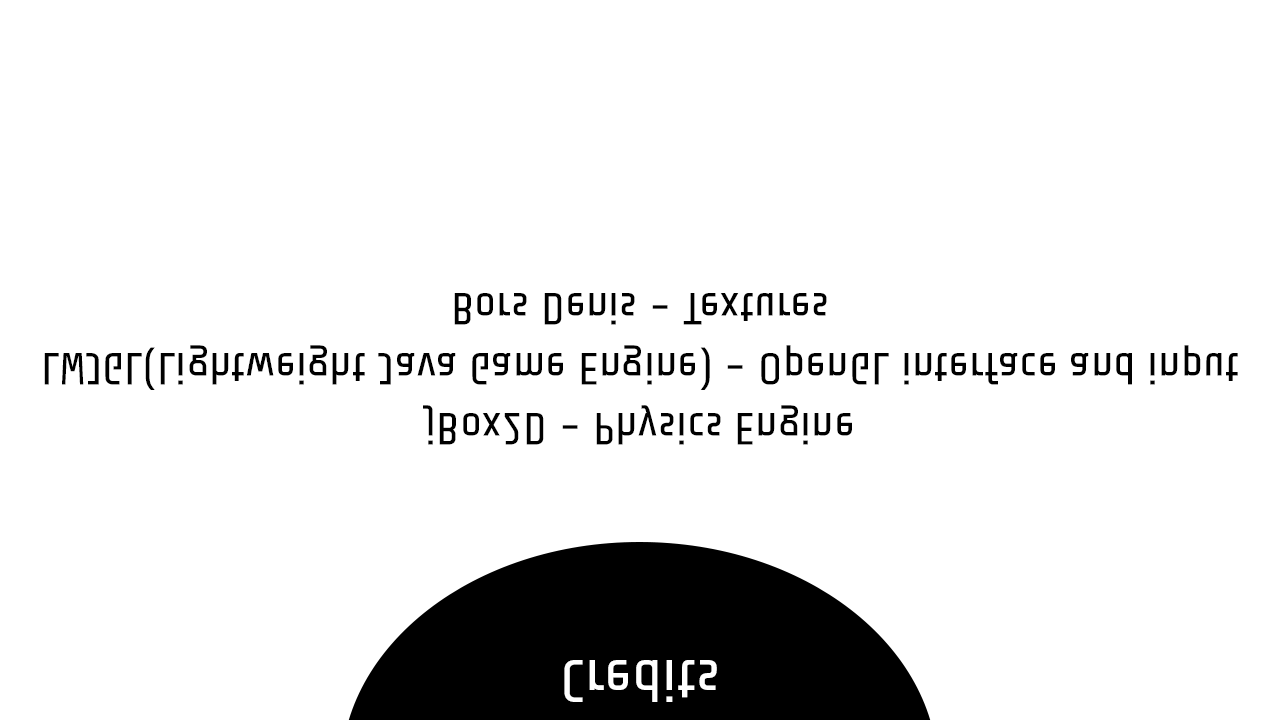 Credits
jBox2D - Physics Engine
LWJGL(Lightweight Java Game Engine) - OpenGL interface and input
Bors Denis - Textures